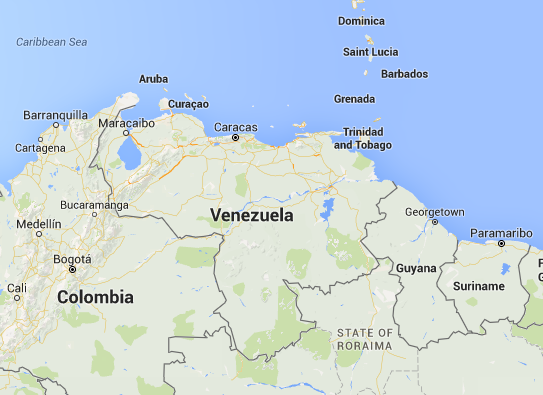 Dominica
Caribbean Sea
Saint Lucia
Aruba
Barbados
Curaçao
Grenada
Barranquilla
Maracaibo
Caracas
Trinidad
and Tobago
Cartagena
Bucaramanga
Venezuela
Georgetown
Medellín
Paramaribo
Bogotá
Guyana
F
G
Cali
Colombia
Suriname
STATE OF
RORAIMA